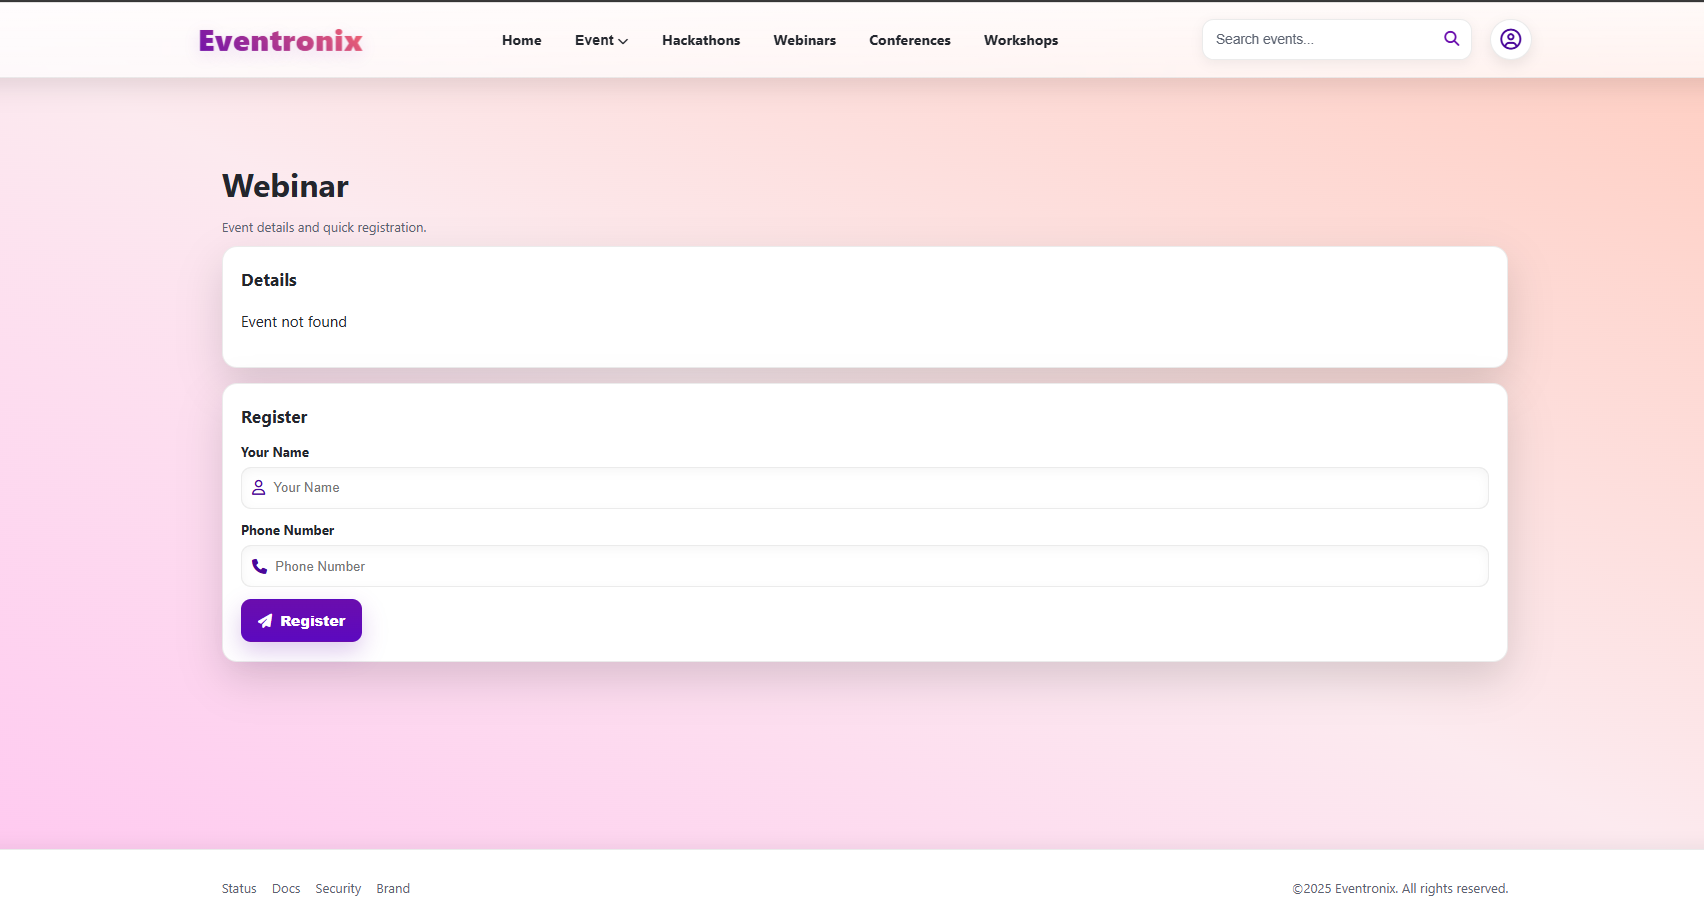 Eventronix
Home Event Hackathons Webinars Conferences Workshops
Search events...
Webinar
Event details and quick registration.
Details
Event not found
Register
Your Name
Your Name
Phone Number
Phone Number
Register
Status Docs Security Brand
©2025 Eventronix. All rights reserved.